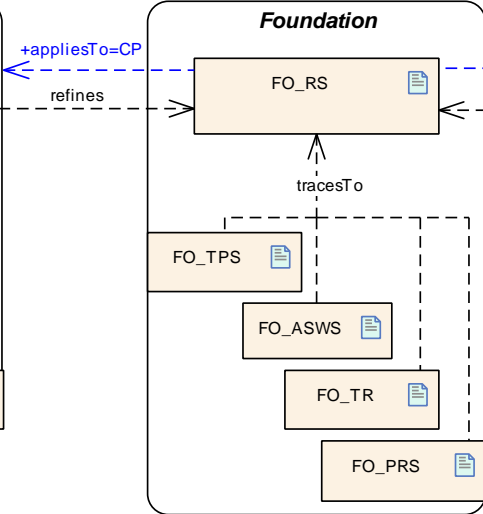 Foundation
+appliesTo=CP
FO_RS
refines
tracesTo
FO_TPS
FO_ASWS
FO_TR
FO_PRS